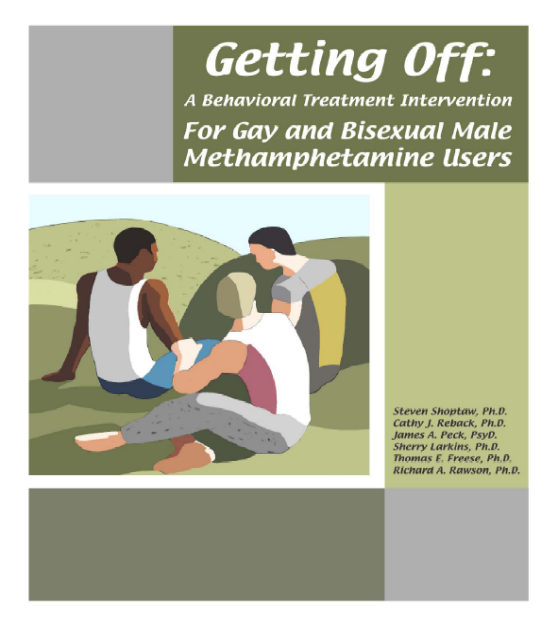 Getting Off:
A Behavioral Treatment Intervention
For Gay and Bisexual Male
Methamphetamine Users
Steven Shoptaw, Ph.D.
Cathy J. Reback, Ph.D.
James A. Peck, PsyD.
Sherry Larkins, Ph.D.
Thomas E. Freese, Ph.D.
Richard A. Rawson, Ph.D.